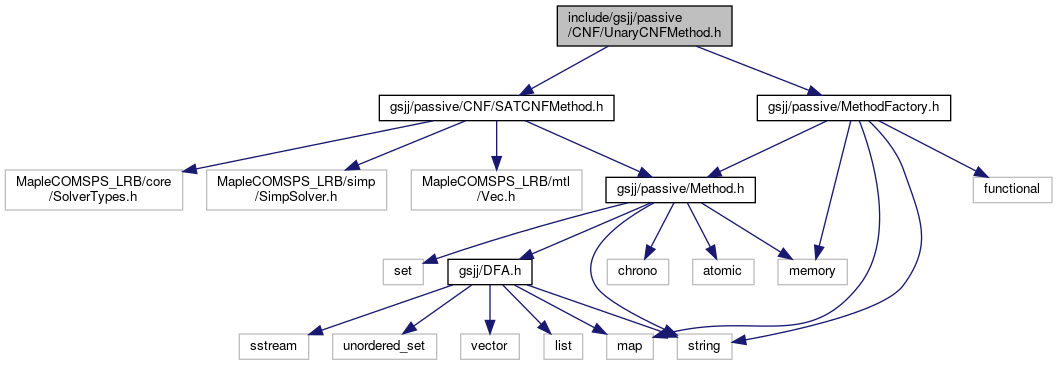 include/gsjj/passive
/CNF/UnaryCNFMethod.h
gsjj/passive/CNF/SATCNFMethod.h
gsjj/passive/MethodFactory.h
MapleCOMSPS_LRB/core
/SolverTypes.h
MapleCOMSPS_LRB/simp
/SimpSolver.h
MapleCOMSPS_LRB/mtl
/Vec.h
gsjj/passive/Method.h
functional
set
gsjj/DFA.h
chrono
atomic
memory
sstream
unordered_set
vector
list
map
string